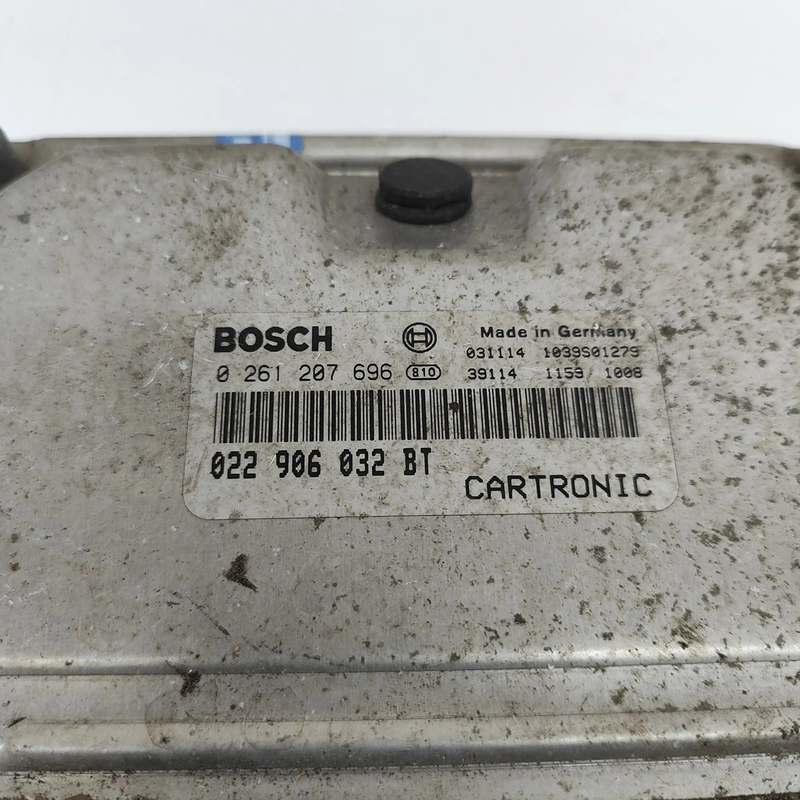 BOSCH Made in Germany
031114 1039S01279
0 261 207 696 810 39114 1159 1008
022 906 032 BT
CARTRONIC